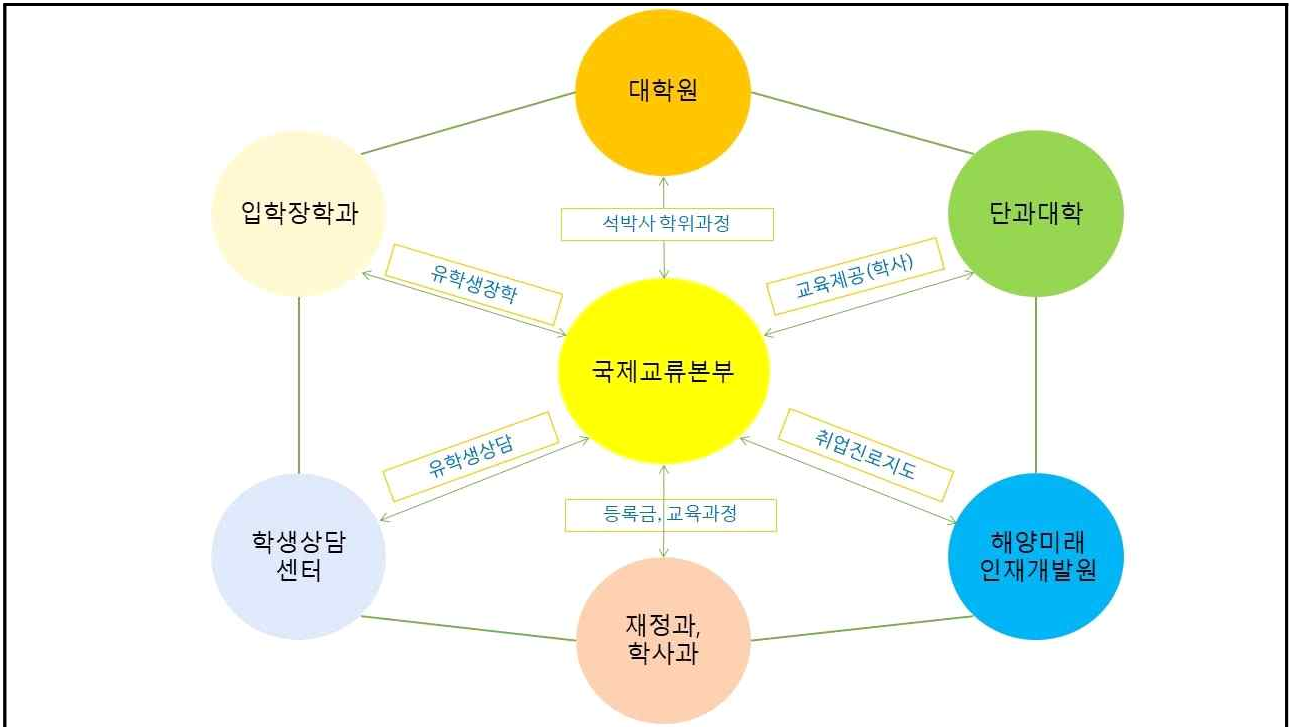 대학원
입학장학과
단과대학
석박사 학위과정
유학생장학
교육제공(학사)
국제교류본부
유학생상담
취업진로지도
등록금, 교육과정
학생상담
센터
해양미래
인재개발원
재정과,
학사과